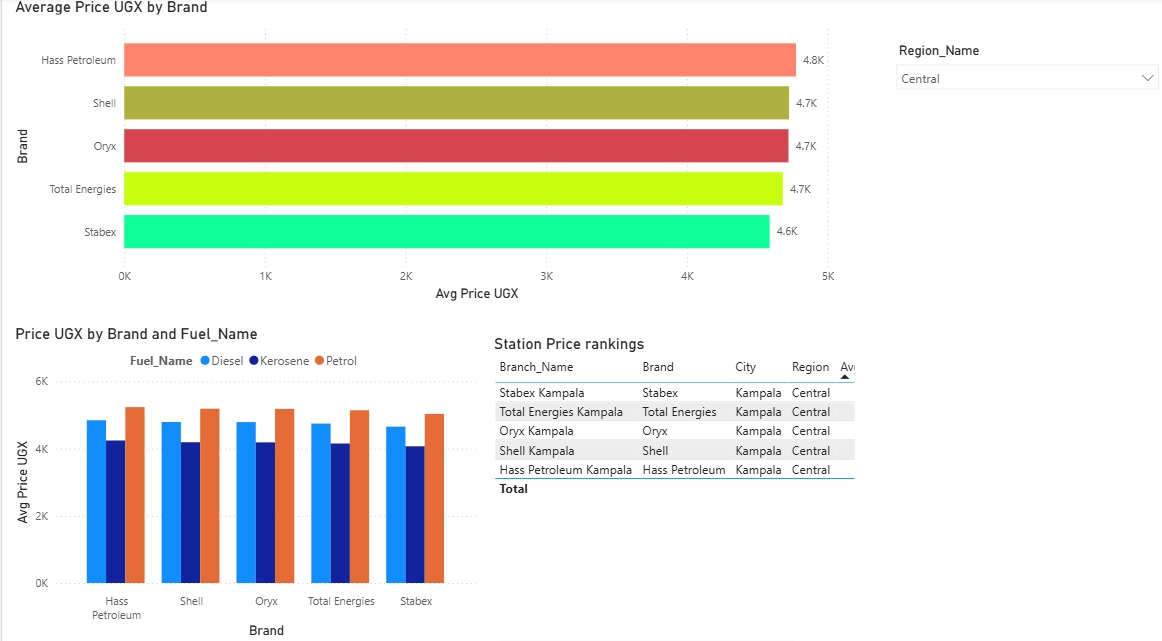 Average Price UGX by Brand
Brand
Hass Petroleum 4.8K
Shell 4.7K
Oryx 4.7K
Total Energies 4.7K
Stabex 4.6K
0K 1K 2K 3K 4K 5K
Avg Price UGX
Region_Name
Central
Price UGX by Brand and Fuel_Name
Fuel_Name Diesel Kerosene Petrol
Avg Price UGX
6K
4K
2K
0K
Hass Petroleum Shell Oryx Total Energies Stabex
Brand
Station Price rankings
Branch_Name Brand City Region
Stabex Kampala Stabex Kampala Central
Total Energies Kampala Total Energies Kampala Central
Oryx Kampala Oryx Kampala Central
Shell Kampala Shell Kampala Central
Hass Petroleum Kampala Hass Petroleum Kampala Central
Total